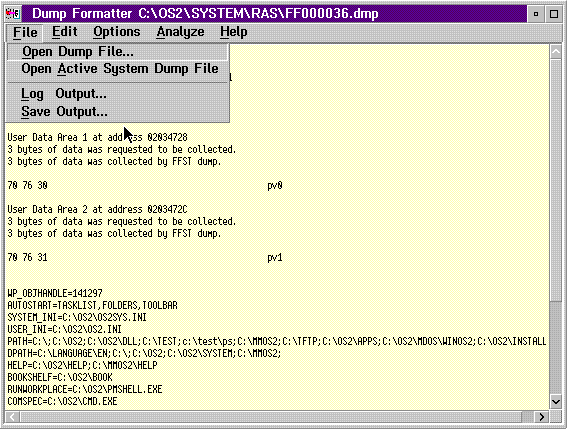 Dump Formatter C:\OS2\SYSTEM\RAS\FF000036.dmp
File Edit Options Analyze Help
Open Dump File...
Open Active System Dump File
Log Output...
Save Output...
User Data Area 1 at address 02034728
3 bytes of data was requested to be collected.
3 bytes of data was collected by FFST dump.
70 76 30 pv0
User Data Area 2 at address 0203472C
3 bytes of data was requested to be collected.
3 bytes of data was collected by FFST dump.
70 76 31 pv1
WP_OBJHANDLE=141297
AUTOSTART=TASKLIST,FOLDERS,TOOLBAR
SYSTEM_INI=C:\OS2\OS2SYS.INI
USER_INI=C:\OS2\OS2.INI
PATH=C:\;C:\OS2;C:\OS2\DLL;C:\TEST;c:\test\ps;C:\MMOS2;C:\TFTP;C:\OS2\APPS;C:\OS2\MDOS\WINOS2;C:\OS2\INSTALL
DPATH=C:\LANGUAGE\EN;C:\;C:\OS2;C:\OS2\SYSTEM;C:\MMOS2;
HELP=C:\OS2\HELP;C:\MMOS2\HELP
BOOKSHELF=C:\OS2\BOOK
RUNWORKPLACE=C:\OS2\PMSHELL.EXE
COMSPEC=C:\OS2\CMD.EXE